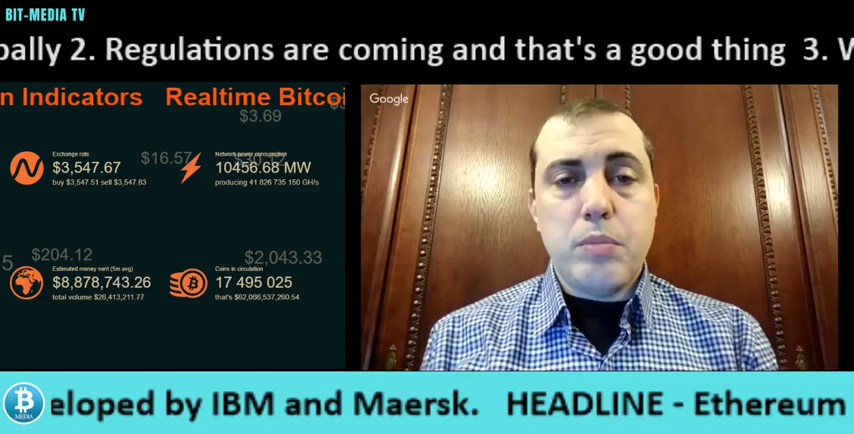 BIT-MEDIA TV
bally 2. Regulations are coming and that's a good thing 3. W
n Indicators Realtime Bitcoi
$3.69
Google
Exchange rate
$3,547.67
buy $3,547.51 sell $3,547.83
$16.57
Network power consumption
10456.68 MW
producing 41 826 735 150 GH/s
5
$204.12
$2,043.33
Estimated money sent (5m avg)
$8,878,743.26
total volume $26,413,211.77
Coins in circulation
17 495 025
that's $62,066,537,260.54
B
MEDIA
eloped by IBM and Maersk. HEADLINE - Ethereum